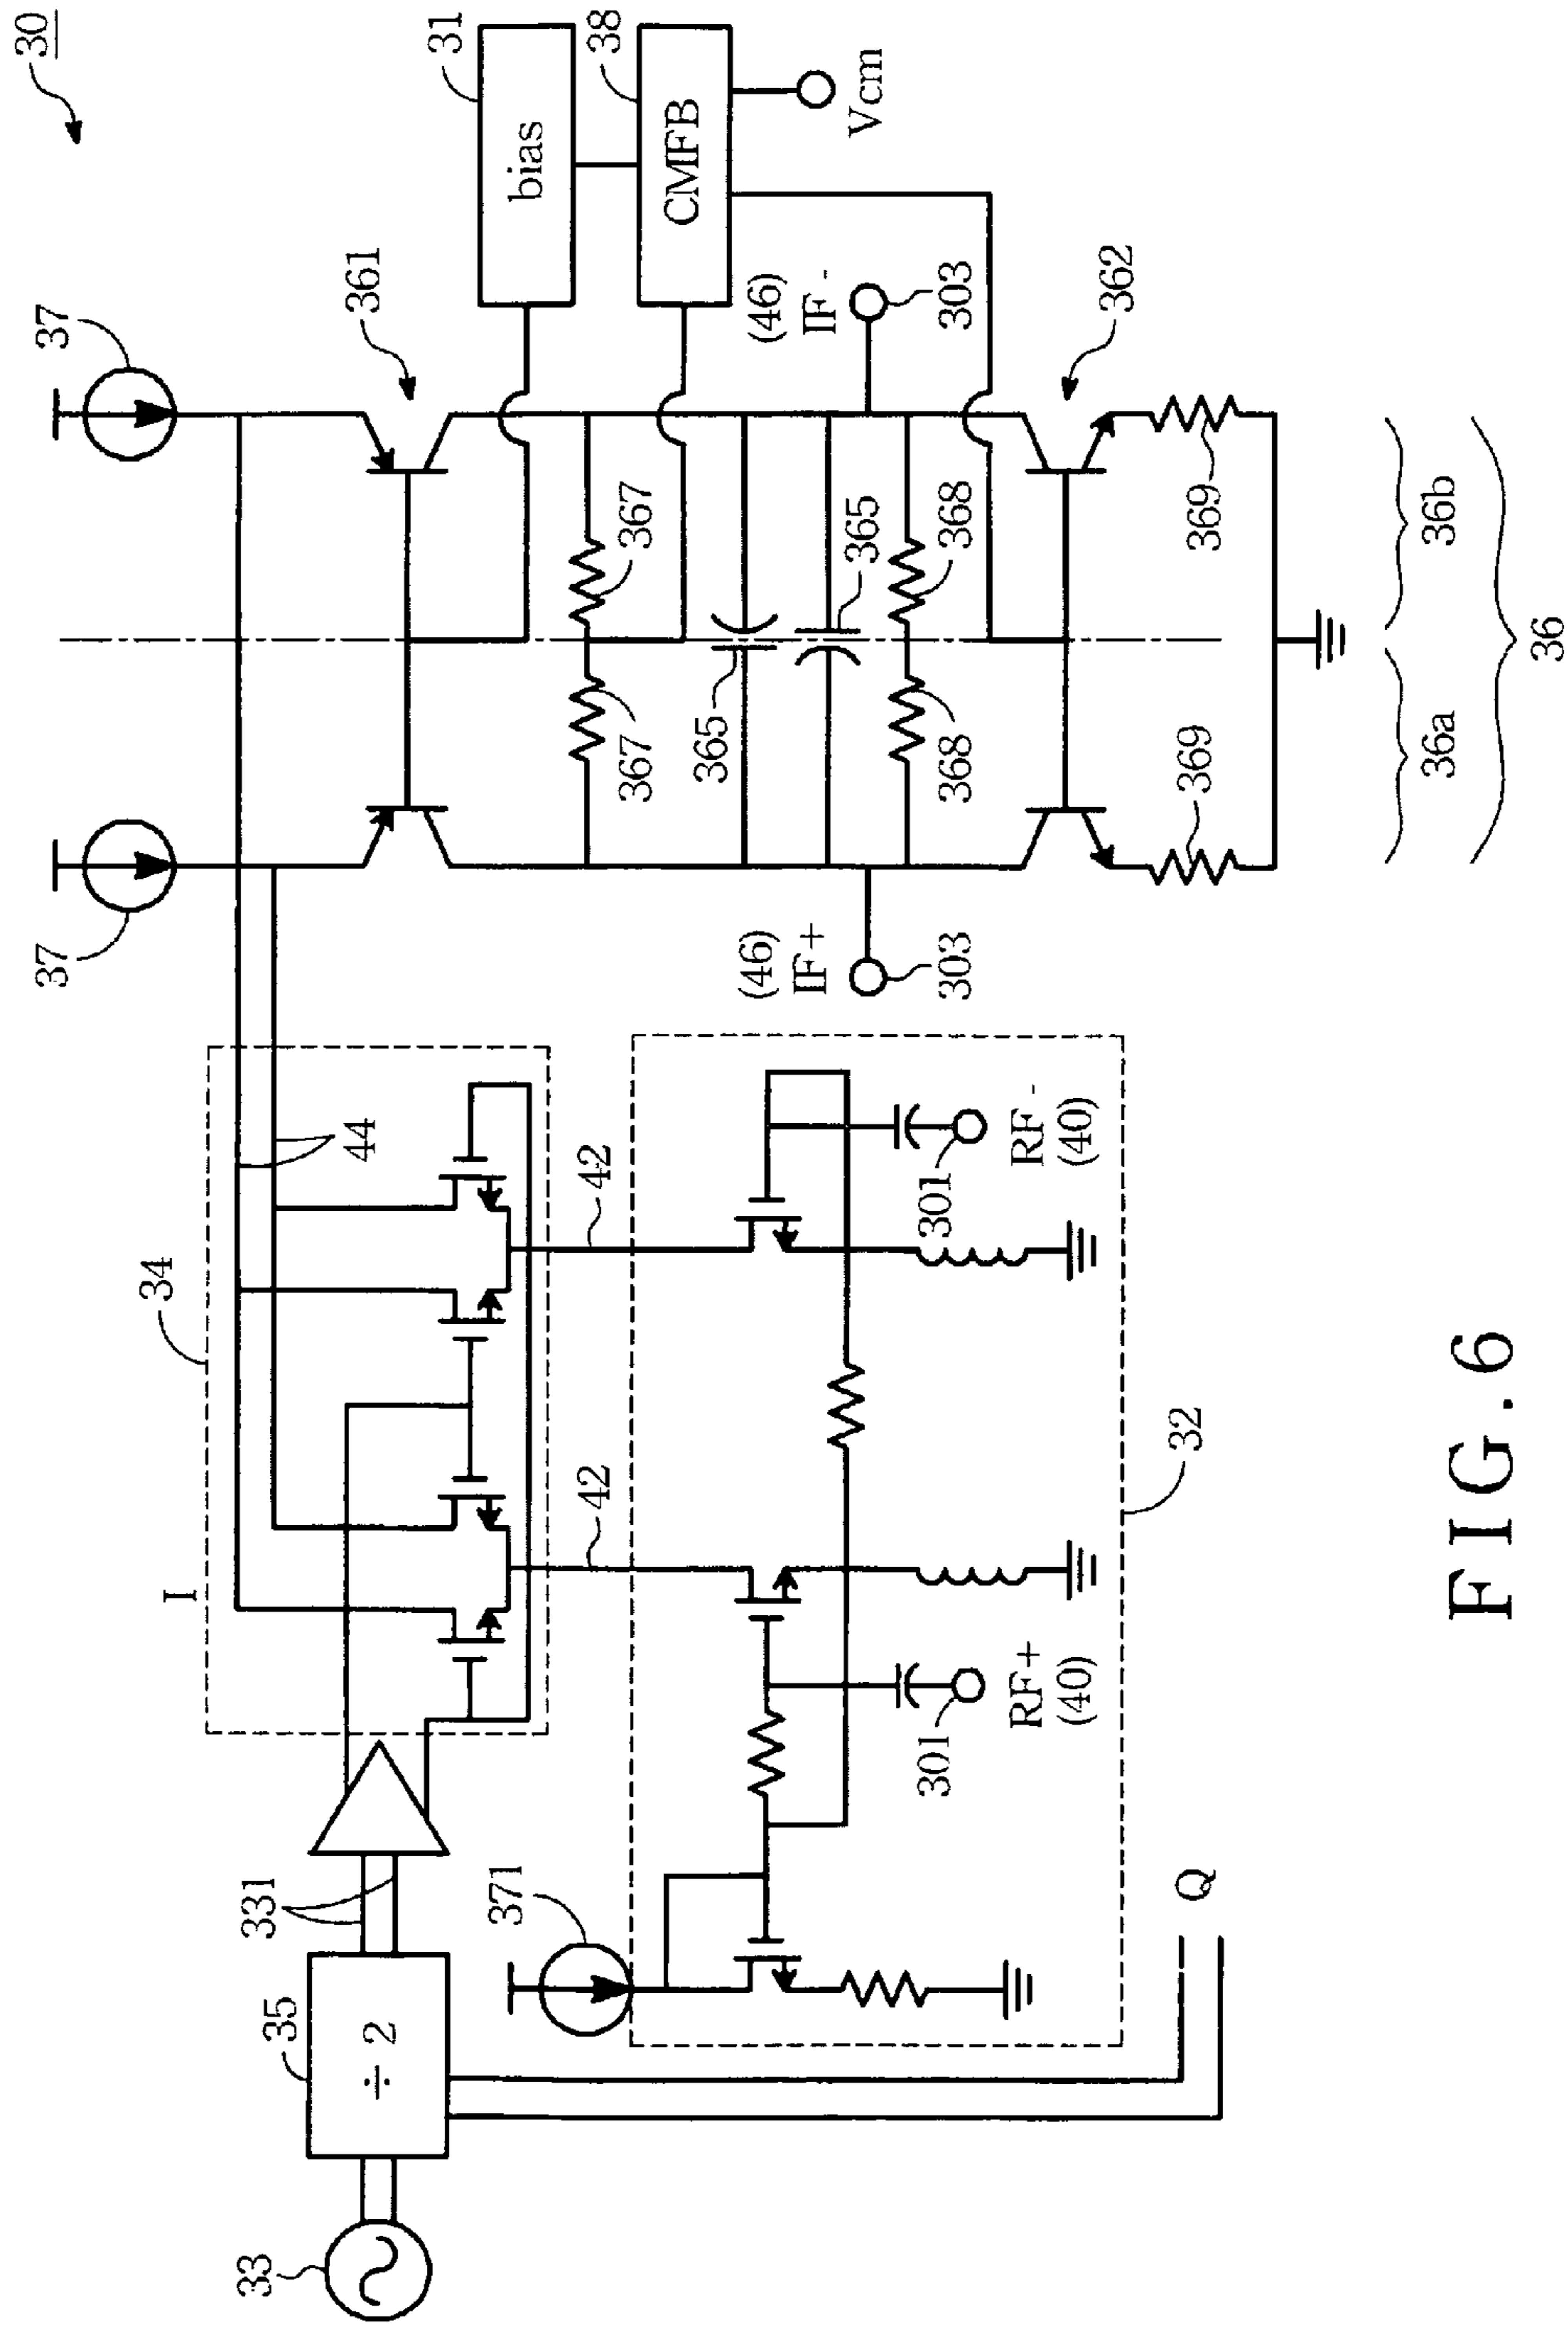 30
37
37
361
31
bias
38
CMFB
Vcm
44
34
I
331
35
÷ 2
33
371
42
42
367
367
365
365
368
368
(46)
IF+
303
(46)
IF -
303
362
369
369
36a
36b
36
301
RF+
(40)
301
RF -
(40)
32
Q
FIG.6